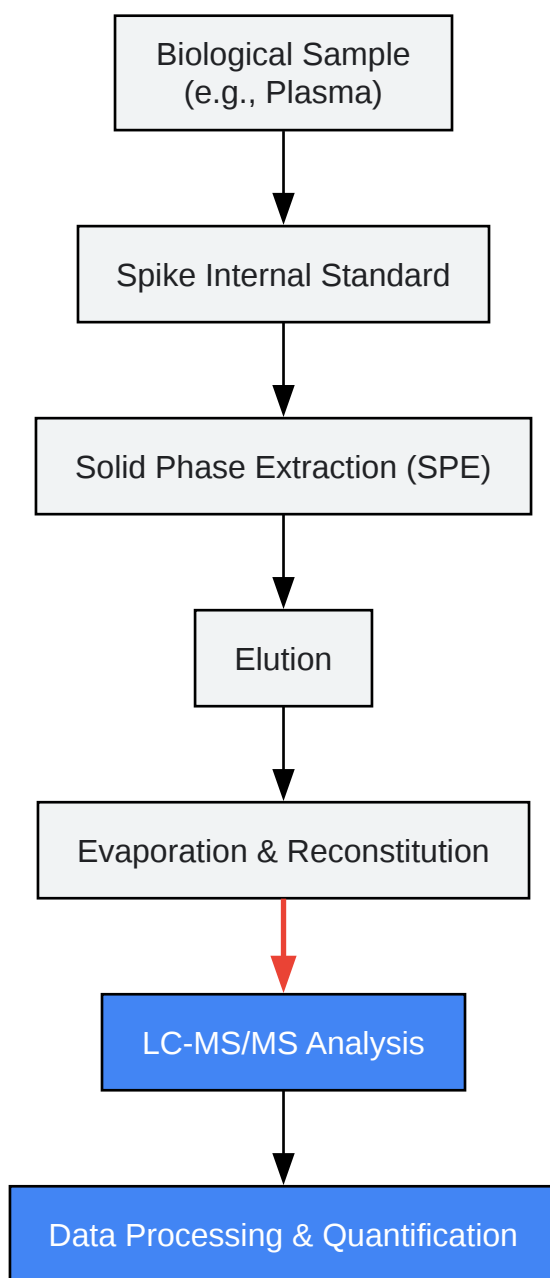 Biological Sample
(e.g., Plasma)
Spike Internal Standard
Solid Phase Extraction (SPE)
Elution
Evaporation & Reconstitution
LC-MS/MS Analysis
Data Processing & Quantification